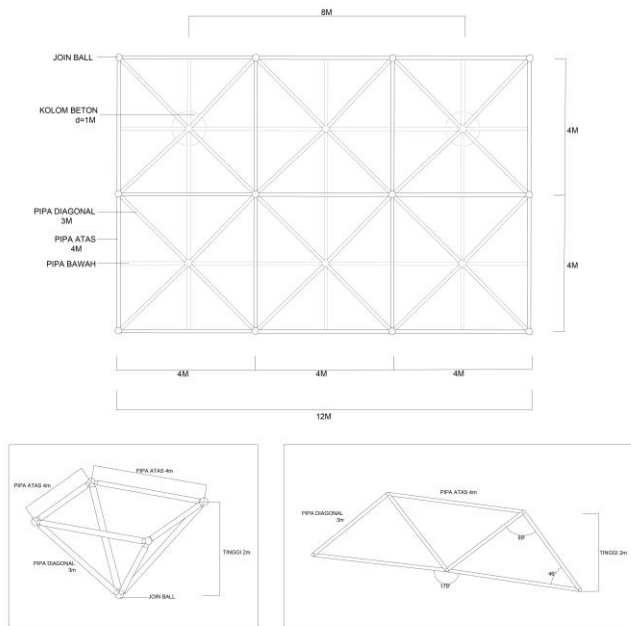 8M
JOIN BALL
KOLOM BETON
d=1M
4M
PIPA DIAGONAL
3M
PIPA ATAS
4M
PIPA BAWAH
4M
4M
4M
4M
12M
PIPA ATAS 4m
PIPA ATAS 4m
TINGGI 2m
PIPA DIAGONAL
3m
JOIN BALL
PIPA ATAS 4m
PIPA DIAGONAL
3m
89°
TINGGI 2m
46°
178°